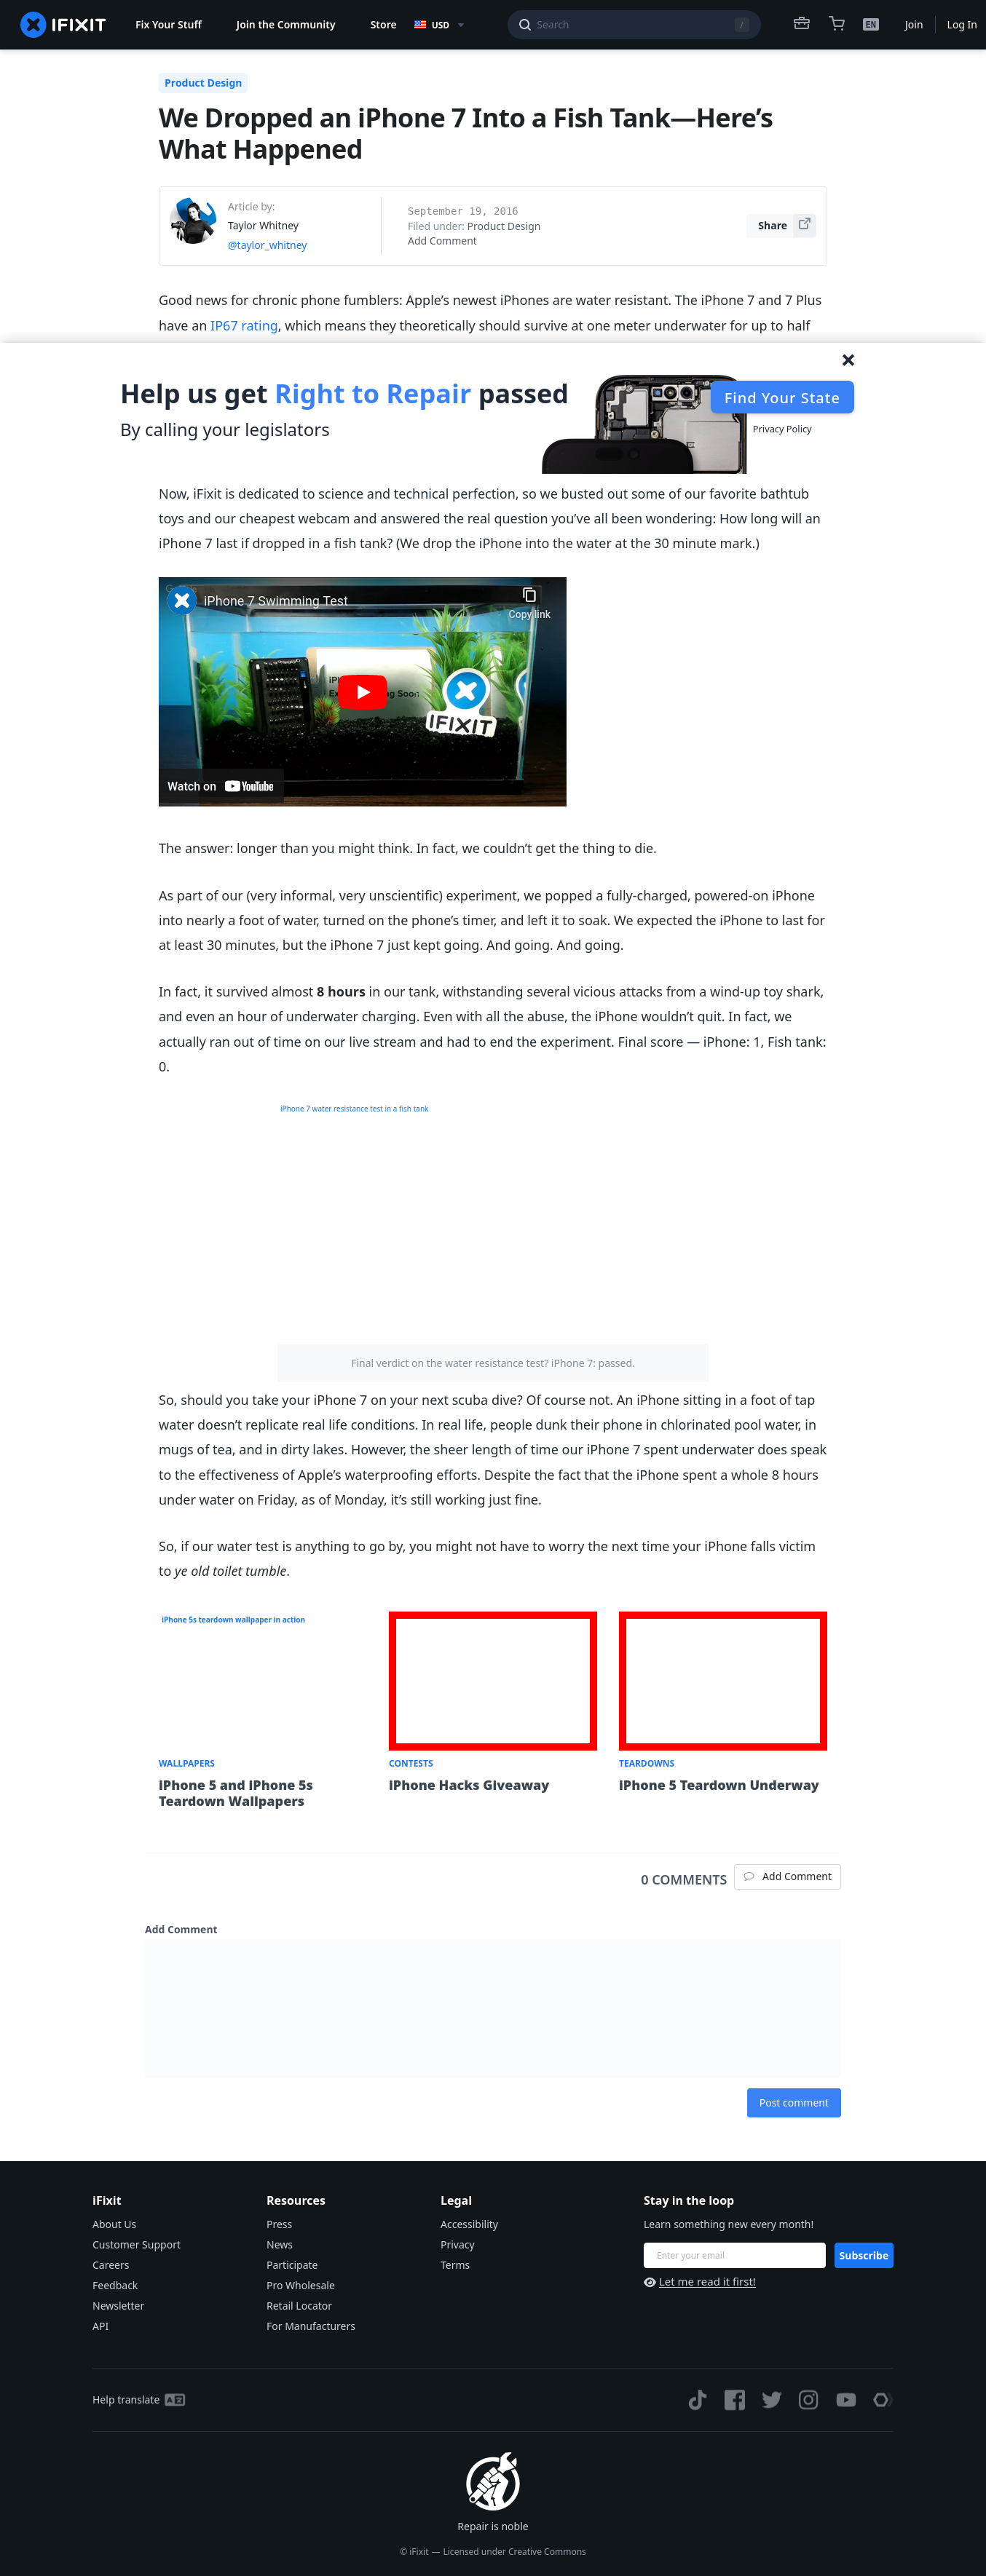 IFIXIT
Fix Your Stuff
Join the Community
Store
USD
Search
/
EN
Join
Log In
Product Design
We Dropped an iPhone 7 Into a Fish Tank—Here’s
What Happened
Article by:
Taylor Whitney
@taylor_whitney
September 19, 2016
Filed under: Product Design
Add Comment
Share
Good news for chronic phone fumblers: Apple’s newest iPhones are water resistant. The iPhone 7 and 7 Plus
have an IP67 rating, which means they theoretically should survive at one meter underwater for up to half
Help us get Right to Repair passed
By calling your legislators
Find Your State
Privacy Policy
Now, iFixit is dedicated to science and technical perfection, so we busted out some of our favorite bathtub
toys and our cheapest webcam and answered the real question you’ve all been wondering: How long will an
iPhone 7 last if dropped in a fish tank? (We drop the iPhone into the water at the 30 minute mark.)
iPhone 7 Swimming Test
Copy link
IFIXIT
Watch on YouTube
The answer: longer than you might think. In fact, we couldn’t get the thing to die.
As part of our (very informal, very unscientific) experiment, we popped a fully-charged, powered-on iPhone
into nearly a foot of water, turned on the phone’s timer, and left it to soak. We expected the iPhone to last for
at least 30 minutes, but the iPhone 7 just kept going. And going. And going.
In fact, it survived almost 8 hours in our tank, withstanding several vicious attacks from a wind-up toy shark,
and even an hour of underwater charging. Even with all the abuse, the iPhone wouldn’t quit. In fact, we
actually ran out of time on our live stream and had to end the experiment. Final score — iPhone: 1, Fish tank:
0.
iPhone 7 water resistance test in a fish tank
Final verdict on the water resistance test? iPhone 7: passed.
So, should you take your iPhone 7 on your next scuba dive? Of course not. An iPhone sitting in a foot of tap
water doesn’t replicate real life conditions. In real life, people dunk their phone in chlorinated pool water, in
mugs of tea, and in dirty lakes. However, the sheer length of time our iPhone 7 spent underwater does speak
to the effectiveness of Apple’s waterproofing efforts. Despite the fact that the iPhone spent a whole 8 hours
under water on Friday, as of Monday, it’s still working just fine.
So, if our water test is anything to go by, you might not have to worry the next time your iPhone falls victim
to ye old toilet tumble.
iPhone 5s teardown wallpaper in action
WALLPAPERS
iPhone 5 and iPhone 5s
Teardown Wallpapers
CONTESTS
iPhone Hacks Giveaway
TEARDOWNS
iPhone 5 Teardown Underway
0 COMMENTS
Add Comment
Add Comment
Post comment
iFixit
About Us
Customer Support
Careers
Feedback
Newsletter
API
Resources
Press
News
Participate
Pro Wholesale
Retail Locator
For Manufacturers
Legal
Accessibility
Privacy
Terms
Stay in the loop
Learn something new every month!
Enter your email
Subscribe
Let me read it first!
Help translate
Repair is noble
© iFixit — Licensed under Creative Commons